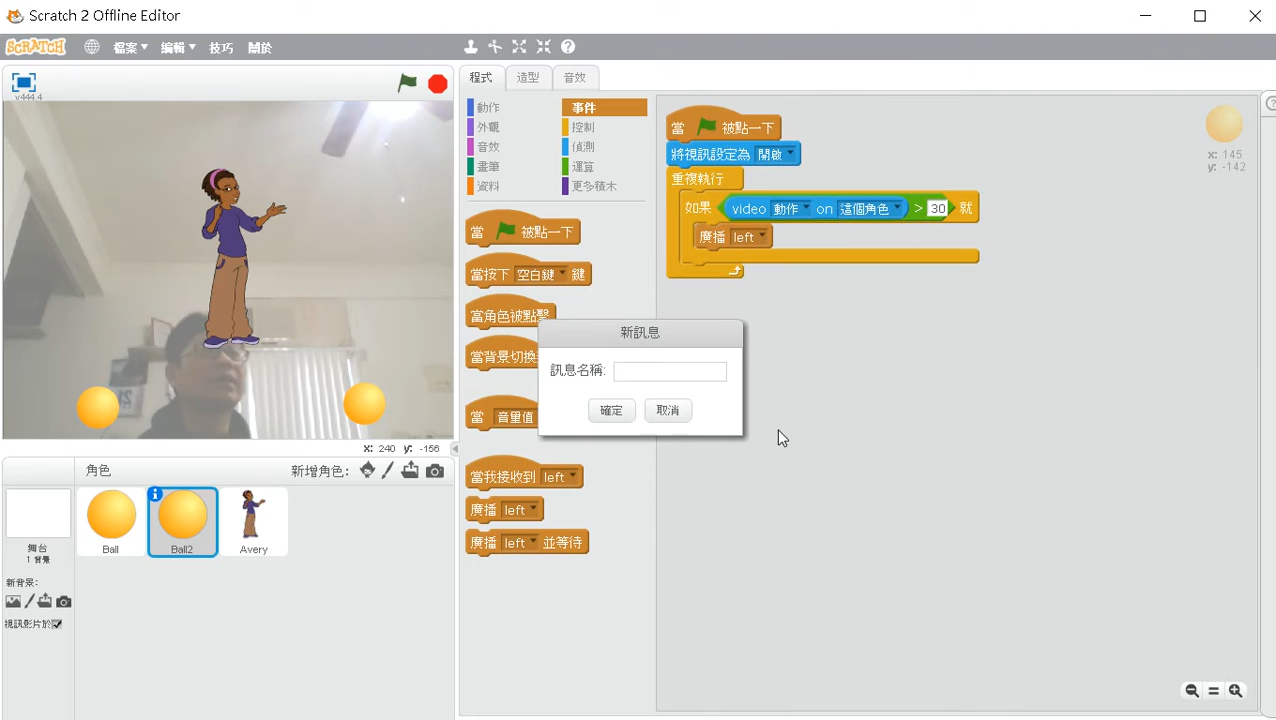 Scratch 2 Offline Editor
SCRATCH 檔案 編輯 技巧 關於
v444.4
程式 造型 音效
動作 事件
外觀 控制
音效 偵測
畫筆 運算
資料 更多積木
當 被點一下
當按下 空白鍵 鍵
當角色被點擊
當背景切換
當 音量值
當我接收到 left
廣播 left
廣播 left 並等待
當 被點一下
將視訊設定為 開啟
重複執行
如果 video 動作 on 這個角色 > 30 就
廣播 left
x: 145
y: -142
新訊息
訊息名稱:
確定 取消
x: 240 y: -156
角色 新增角色:
舞台
1 背景
新背景:
視訊影片於
Ball
Ball2
Avery